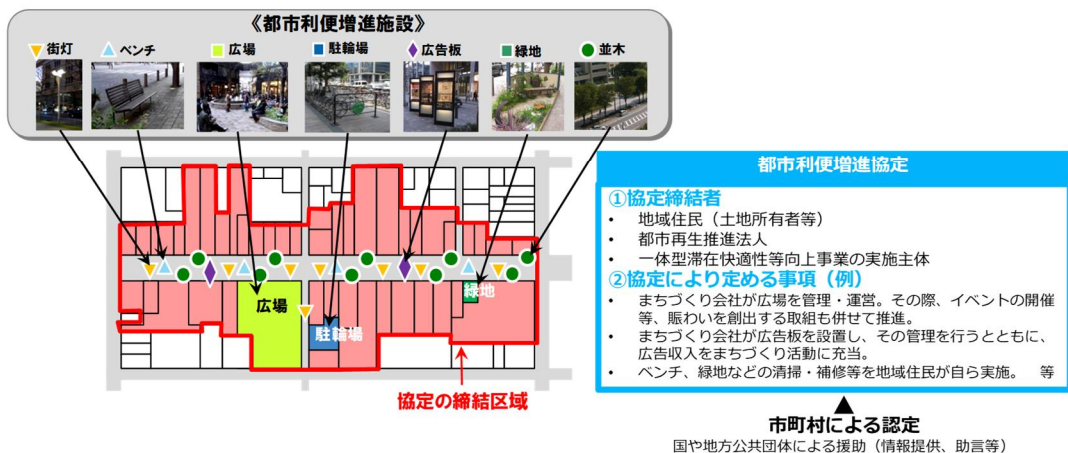 《都市利便増進施設》
街灯
ベンチ
広場
駐輪場
広告板
緑地
並木
広場
駐輪場
緑地
協定の締結区域
都市利便増進協定
①協定締結者
• 地域住民（土地所有者等）
• 都市再生推進法人
• 一体型滞在快適性等向上事業の実施主体
②協定により定める事項（例）
• まちづくり会社が広場を管理・運営。その際、イベントの開催
等、賑わいを創出する取組も併せて推進。
• まちづくり会社が広告板を設置し、その管理を行うとともに、
広告収入をまちづくり活動に充当。
• ベンチ、緑地などの清掃・補修等を地域住民が自ら実施。 等
市町村による認定
国や地方公共団体による援助（情報提供、助言等）